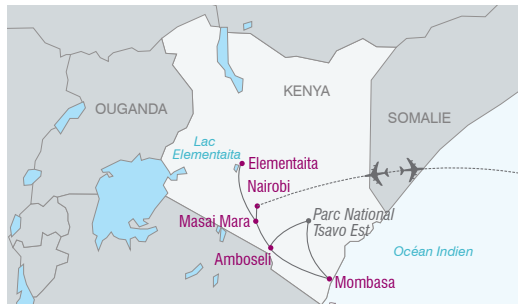 KENYA
OUGANDA
SOMALIE
Lac
Elementaita
Elementaita
Nairobi
Masai Mara
Parc National
Tsavo Est
Amboseli
Océan Indien
Mombasa